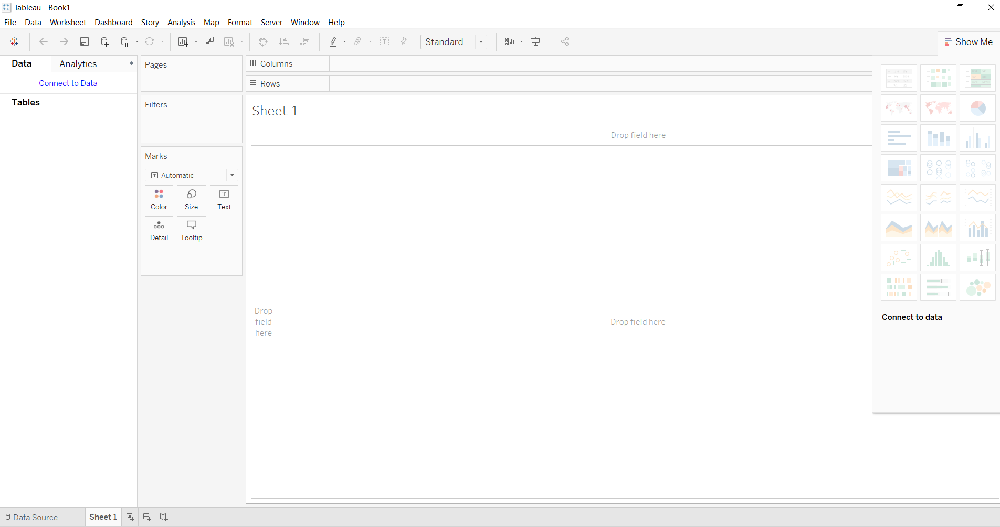 Tableau - Book1
File Data Worksheet Dashboard Story Analysis Map Format Server Window Help
Standard
Show Me
Data Analytics
Connect to Data
Tables
Pages
Filters
Marks
Automatic
Color Size Text
Detail Tooltip
Columns
Rows
Sheet 1
Drop field here
Drop
field
here
Drop field here
Connect to data
Data Source Sheet 1